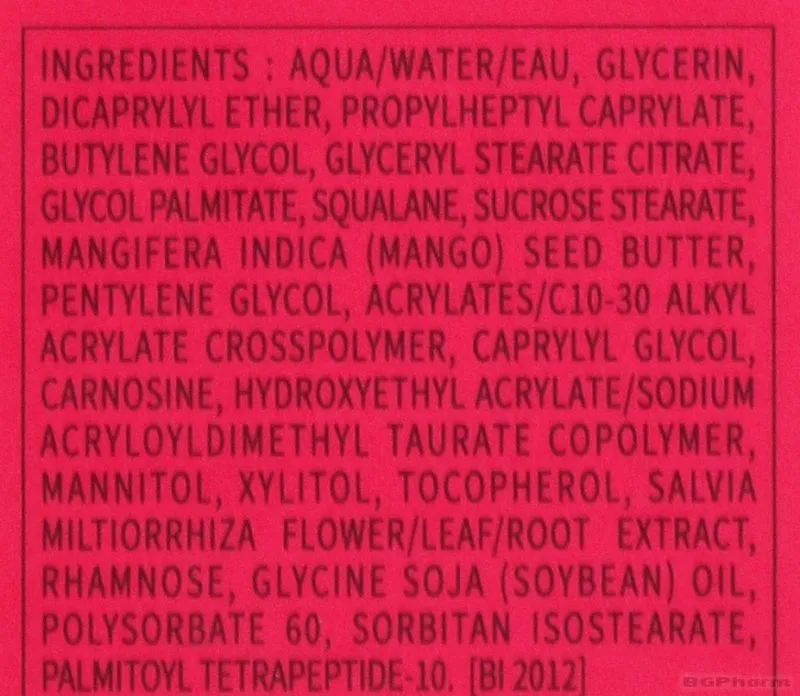 INGREDIENTS : AQUA/WATER/EAU, GLYCERIN,
DICAPRYLYL ETHER, PROPYLHEPTYL CAPRYLATE,
BUTYLENE GLYCOL, GLYCERYL STEARATE CITRATE,
GLYCOL PALMITATE, SQUALANE, SUCROSE STEARATE,
MANGIFERA INDICA (MANGO) SEED BUTTER,
PENTYLENE GLYCOL, ACRYLATES/C10-30 ALKYL
ACRYLATE CROSSPOLYMER, CAPRYLYL GLYCOL,
CARNOSINE, HYDROXYETHYL ACRYLATE/SODIUM
ACRYLOYLDIMETHYL TAURATE COPOLYMER,
MANNITOL, XYLITOL, TOCOPHEROL, SALVIA
MILTIORRHIZA FLOWER/LEAF/ROOT EXTRACT,
RHAMNOSE, GLYCINE SOJA (SOYBEAN) OIL,
POLYSORBATE 60, SORBITAN ISOSTEARATE,
PALMITOYL TETRAPEPTIDE-10. [BI 2012]
BGPharm